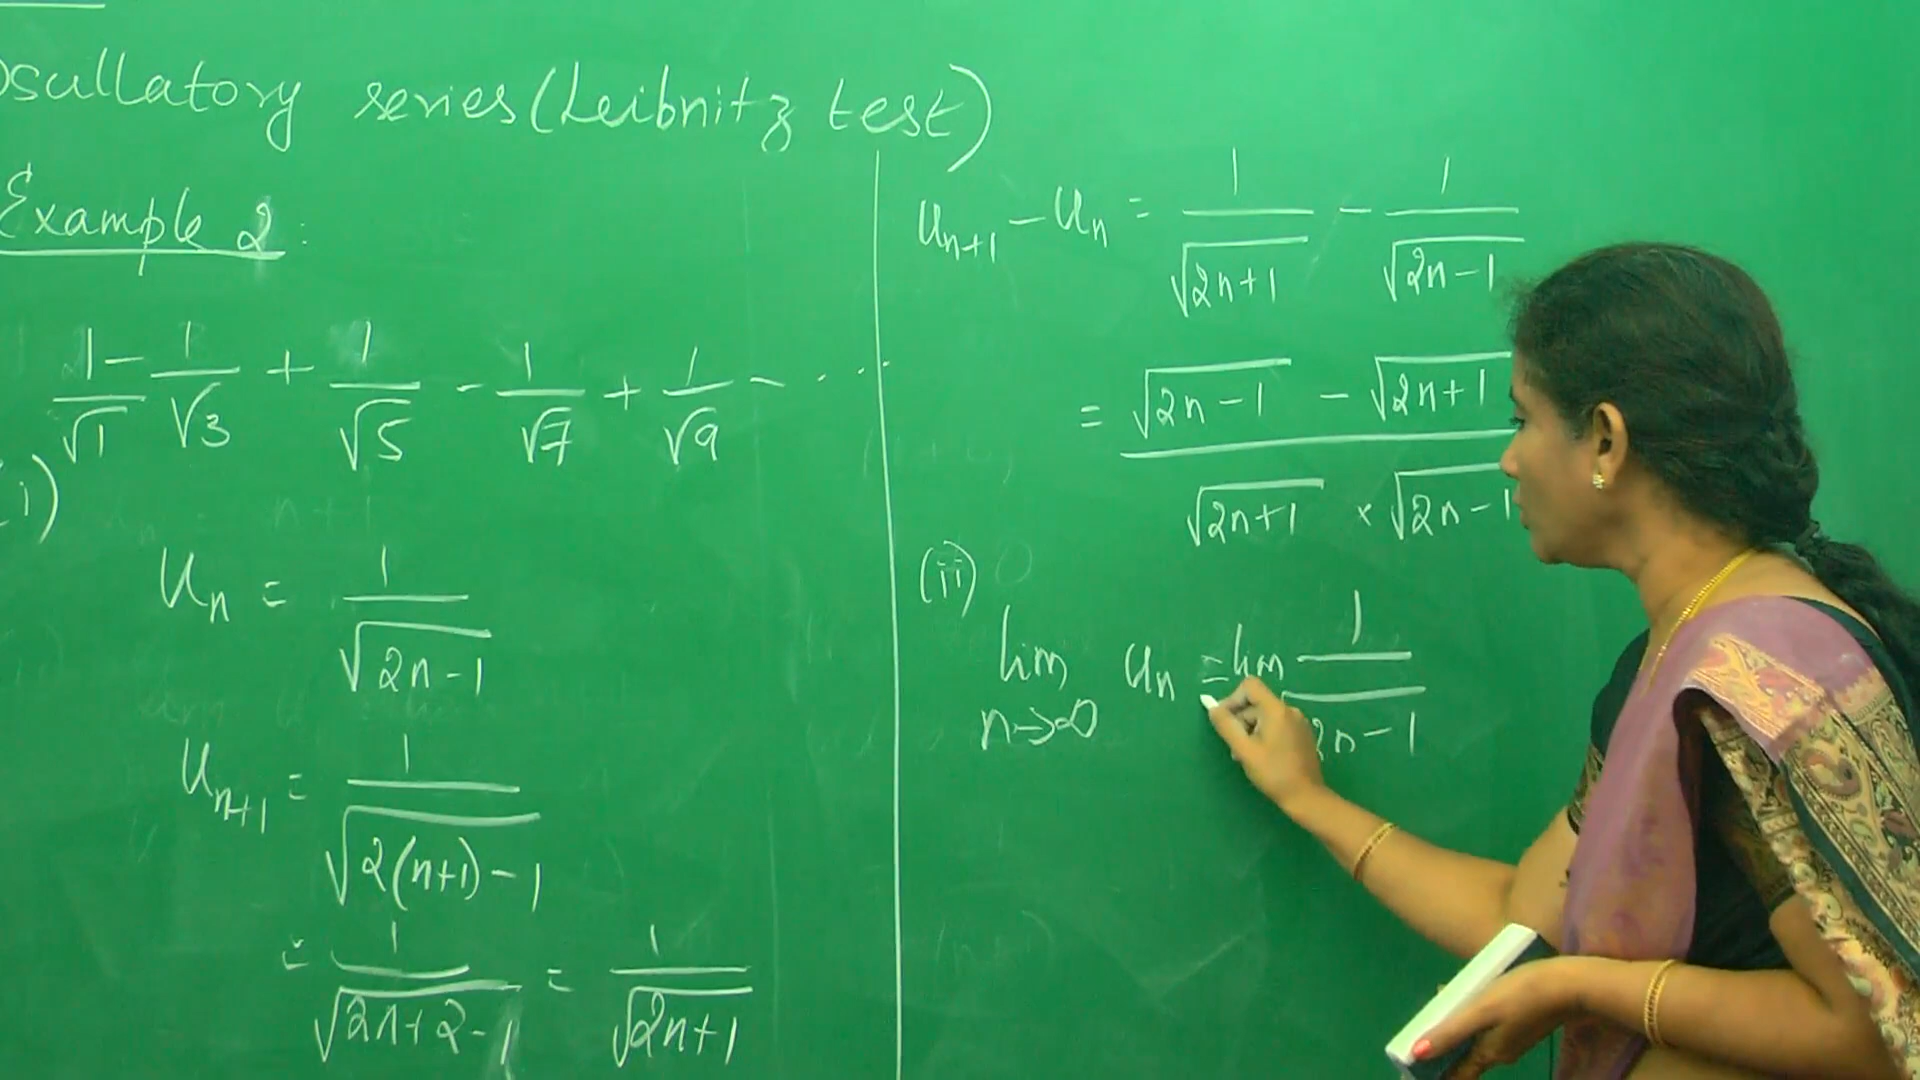 Oscillatory series (Leibnitz test)
Example 2:
1/√1 - 1/√3 + 1/√5 - 1/√7 + 1/√9 - ...
(i)
Un = 1/√(2n-1)
Un+1 = 1/√(2(n+1)-1)
= 1/√(2n+2-1) = 1/√(2n+1)
Un+1 - Un = 1/√(2n+1) - 1/√(2n-1)
= (√(2n-1) - √(2n+1))/(√(2n+1) × √(2n-1))
(ii)
lim n→∞ Un = lim 1/√(2n-1)